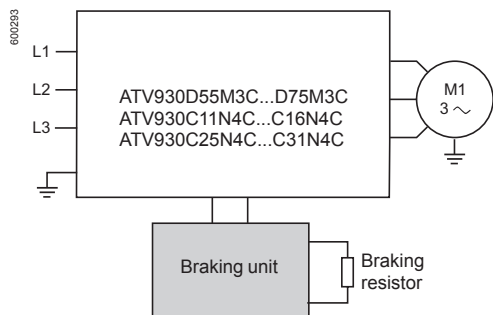 600293
L1
L2
L3
ATV930D55M3C...D75M3C
ATV930C11N4C...C16N4C
ATV930C25N4C...C31N4C
M1
3 ~
Braking unit
Braking
resistor